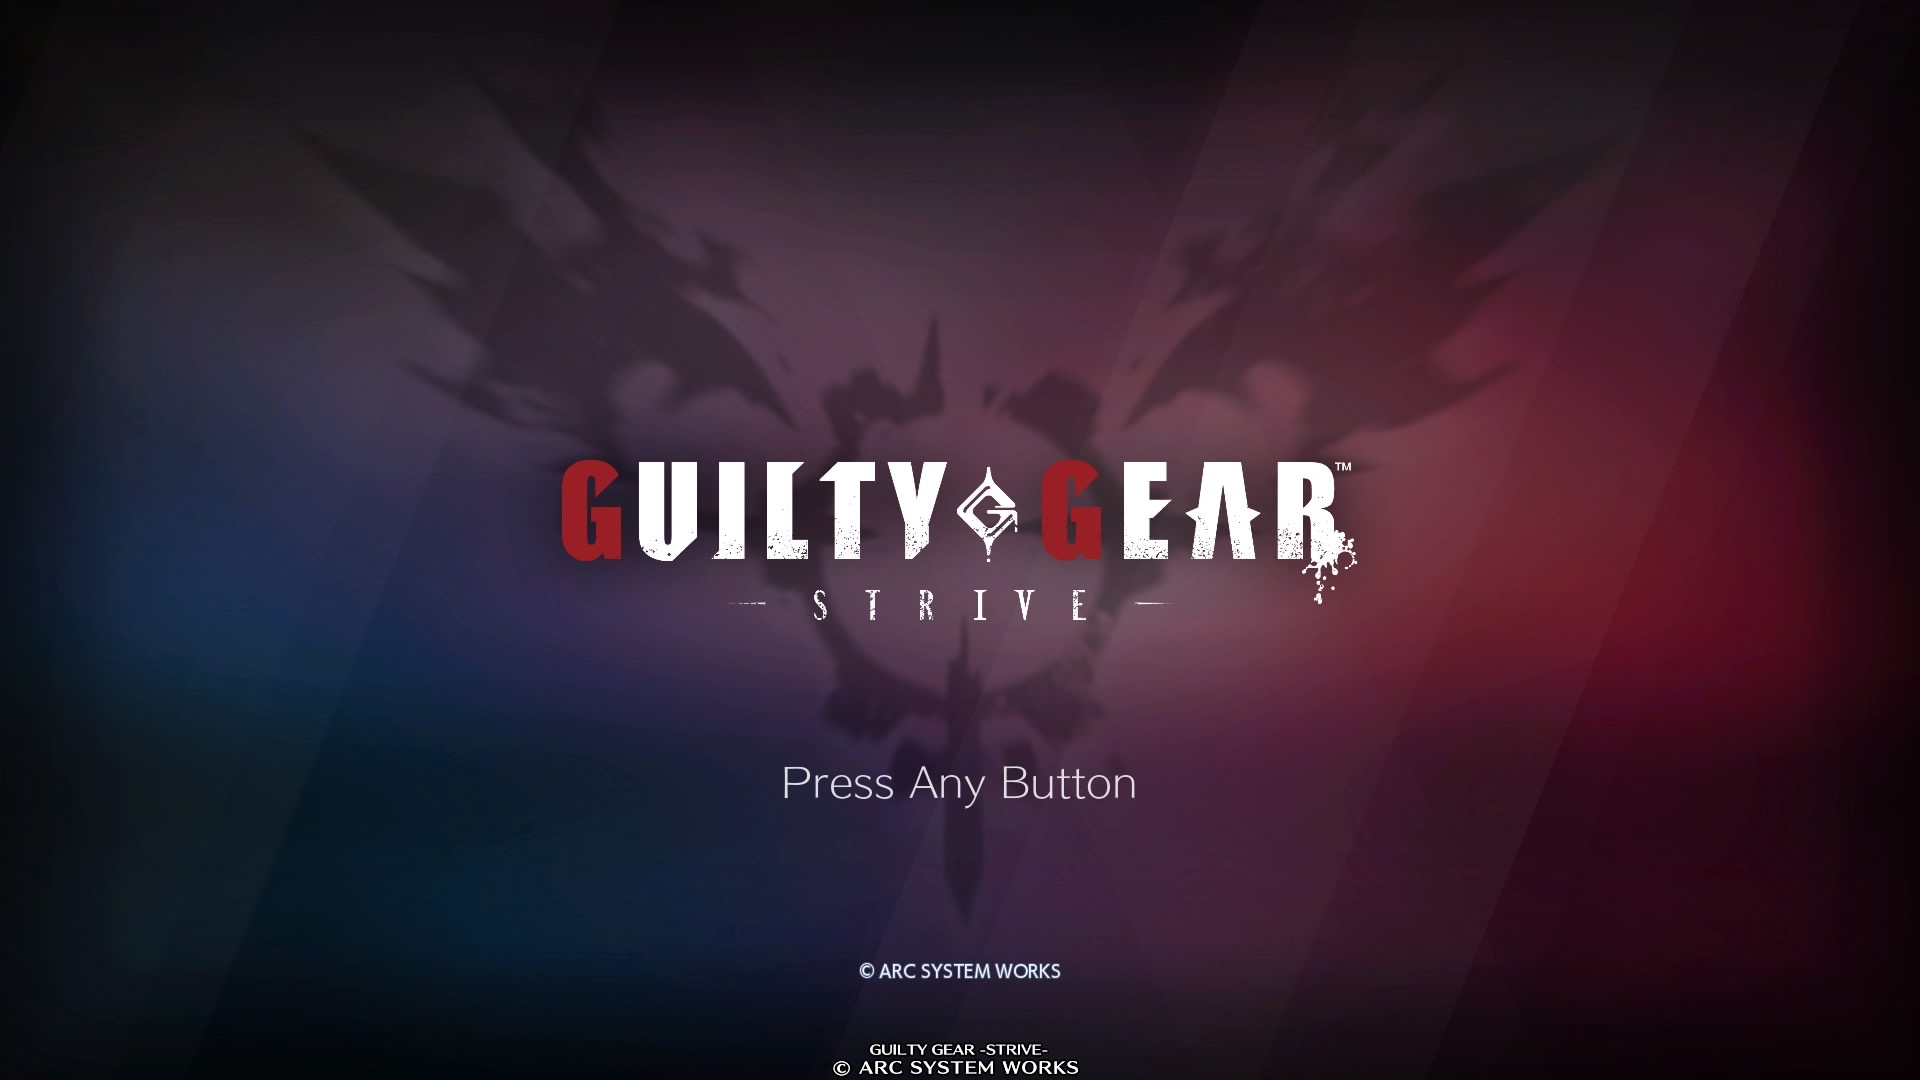 GUILTY GEAR™
STRIVE
Press Any Button
© ARC SYSTEM WORKS
GUILTY GEAR -STRIVE-
© ARC SYSTEM WORKS